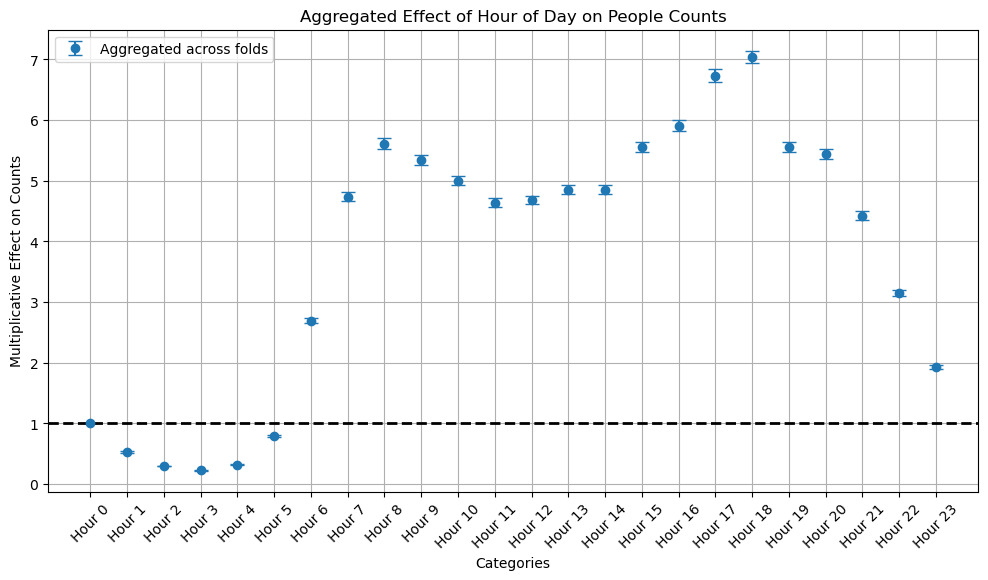 Aggregated Effect of Hour of Day on People Counts
Aggregated across folds
Multiplicative Effect on Counts
7
6
5
4
3
2
1
0
Hour 0
Hour 1
Hour 2
Hour 3
Hour 4
Hour 5
Hour 6
Hour 7
Hour 8
Hour 9
Hour 10
Hour 11
Hour 12
Hour 13
Hour 14
Hour 15
Hour 16
Hour 17
Hour 18
Hour 19
Hour 20
Hour 21
Hour 22
Hour 23
Categories